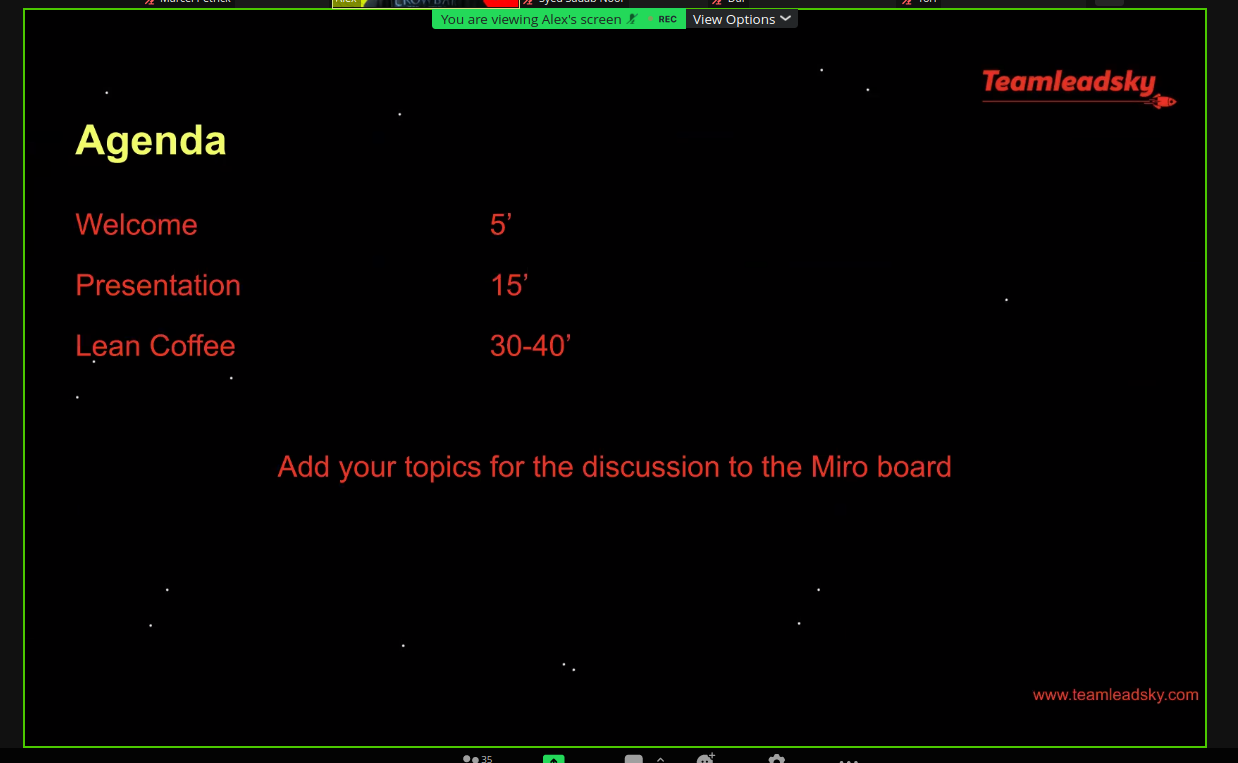 You are viewing Alex's screen REC View Options
Teamleadsky
Agenda
Welcome 5’
Presentation 15’
Lean Coffee 30-40’
Add your topics for the discussion to the Miro board
www.teamleadsky.com
35